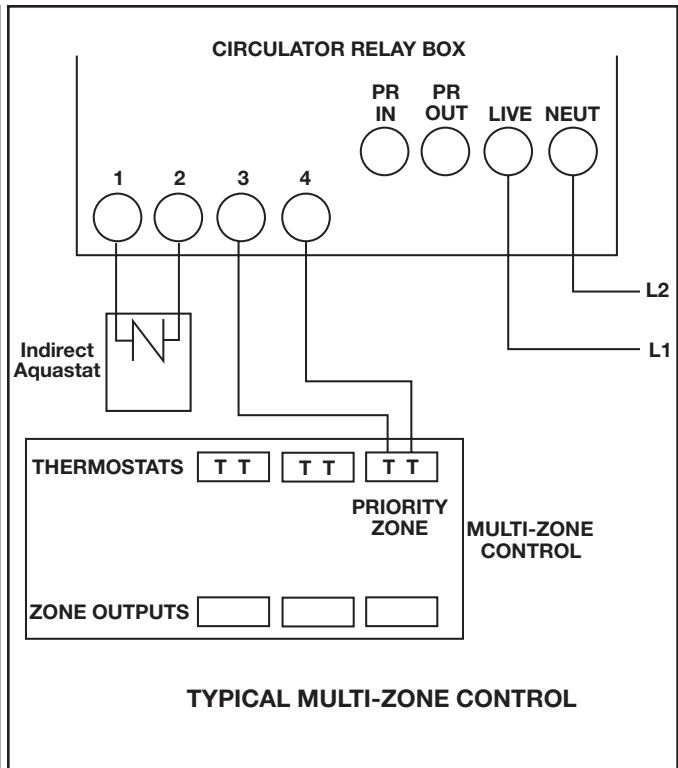 CIRCULATOR RELAY BOX
PR IN
PR OUT
LIVE
NEUT
1 2 3 4
L2
L1
Indirect
Aquastat
THERMOSTATS T T T T T T
PRIORITY
ZONE
MULTI-ZONE
CONTROL
ZONE OUTPUTS
TYPICAL MULTI-ZONE CONTROL